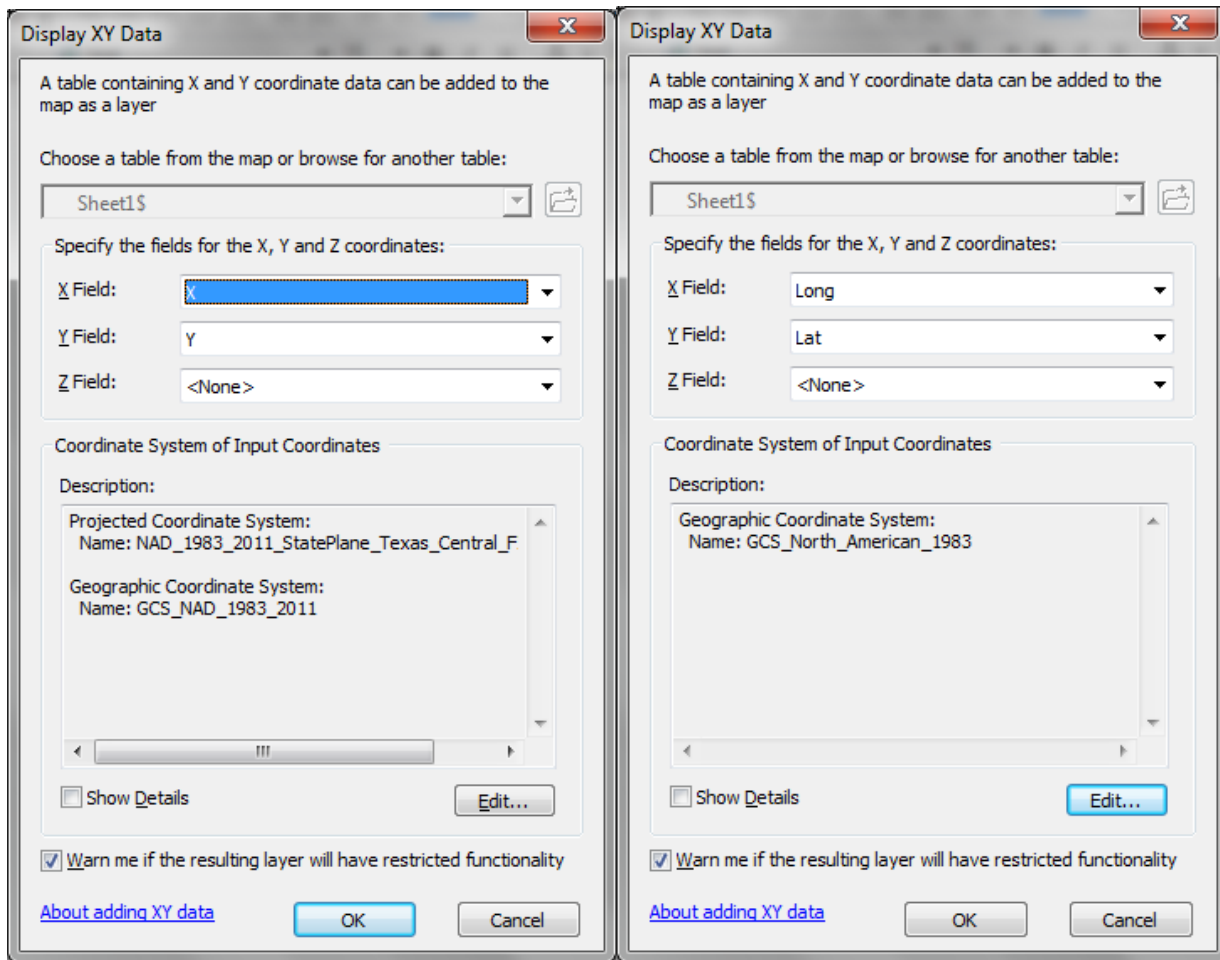 Display XY Data
A table containing X and Y coordinate data can be added to the
map as a layer
Choose a table from the map or browse for another table:
Sheet1$
Specify the fields for the X, Y and Z coordinates:
X Field:
X
Y Field:
Y
Z Field:
<None>
Coordinate System of Input Coordinates
Description:
Projected Coordinate System:
Name: NAD_1983_2011_StatePlane_Texas_Central_F
Geographic Coordinate System:
Name: GCS_NAD_1983_2011
Show Details
Edit...
Warn me if the resulting layer will have restricted functionality
About adding XY data
OK
Cancel
Display XY Data
A table containing X and Y coordinate data can be added to the
map as a layer
Choose a table from the map or browse for another table:
Sheet1$
Specify the fields for the X, Y and Z coordinates:
X Field:
Long
Y Field:
Lat
Z Field:
<None>
Coordinate System of Input Coordinates
Description:
Geographic Coordinate System:
Name: GCS_North_American_1983
Show Details
Edit...
Warn me if the resulting layer will have restricted functionality
About adding XY data
OK
Cancel